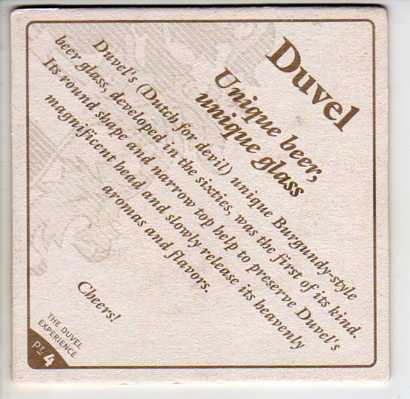 Duvel
Unique beer,
unique glass
Duvel's (Dutch for devil) unique Burgundy-style
beer glass, developed in the sixties, was the first of its kind.
Its round shape and narrow top help to preserve Duvel's
magnificent head and slowly release its heavenly
aromas and flavors.
Cheers!
THE DUVEL
EXPERIENCE
PT 4